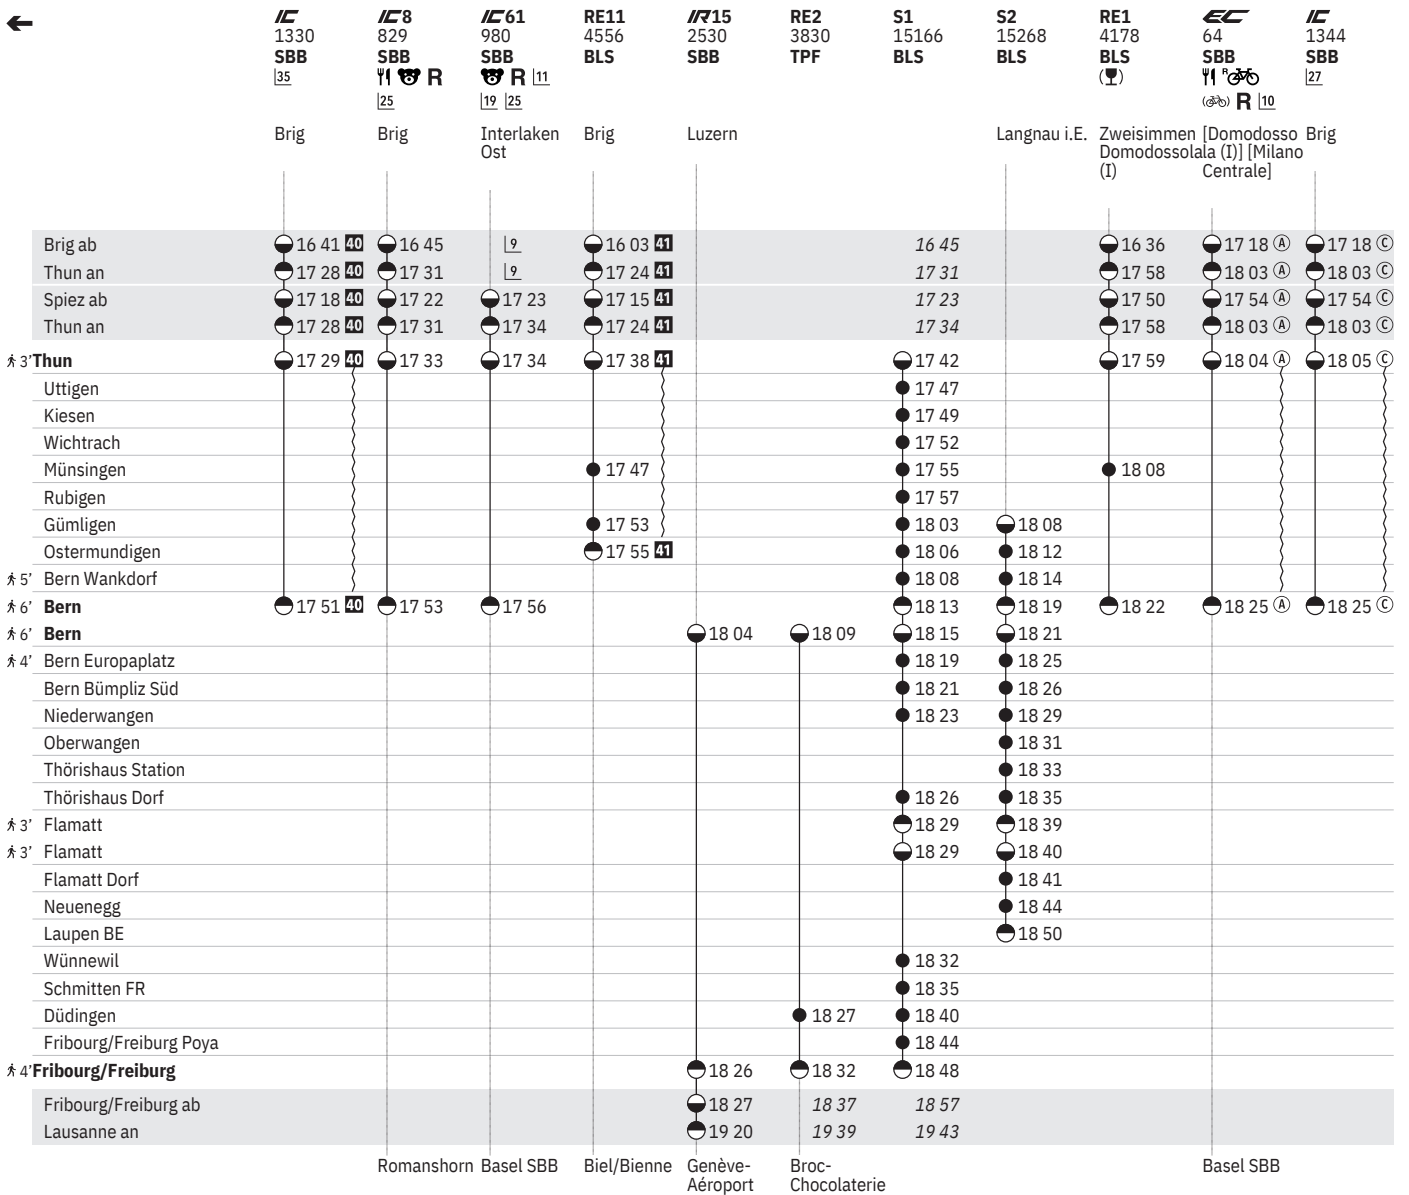 IC IC8 IC61 RE11 IR15 RE2 S1 S2 RE1 EC IC
1330 829 980 4556 2530 3830 15166 15268 4178 64 1344
SBB SBB SBB BLS SBB TPF BLS BLS BLS SBB SBB
35 R R 11 R 27
25 19 25 R 10
Brig Brig Interlaken Brig Luzern Langnau i.E. Zweisimmen [Domodosso Brig
Ost Domodossola la (I)] [Milano
(I) Centrale]
Brig ab 16 41 40 16 45 9 16 03 41 16 45 16 36 17 18 A 17 18 C
Thun an 17 28 40 17 31 9 17 24 41 17 31 17 58 18 03 A 18 03 C
Spiez ab 17 18 40 17 22 17 23 17 15 41 17 23 17 50 17 54 A 17 54 C
Thun an 17 28 40 17 31 17 34 17 24 41 17 34 17 58 18 03 A 18 03 C
3' Thun 17 29 40 17 33 17 34 17 38 41 17 42 17 59 18 04 A 18 05 C
Uttigen 17 47
Kiesen 17 49
Wichtrach 17 52
Münsingen 17 47 17 55 18 08
Rubigen 17 57
Gümligen 17 53 18 03 18 08
Ostermundigen 17 55 41 18 06 18 12
5' Bern Wankdorf 18 08 18 14
6' Bern 17 51 40 17 53 17 56 18 13 18 19 18 22 18 25 A 18 25 C
6' Bern 18 04 18 09 18 15 18 21
4' Bern Europaplatz 18 19 18 25
Bern Bümpliz Süd 18 21 18 26
Niederwangen 18 23 18 29
Oberwangen 18 31
Thörishaus Station 18 33
Thörishaus Dorf 18 26 18 35
3' Flamatt 18 29 18 39
3' Flamatt 18 29 18 40
Flamatt Dorf 18 41
Neuenegg 18 44
Laupen BE 18 50
Wünnewil 18 32
Schmitten FR 18 35
Düdingen 18 27 18 40
Fribourg/Freiburg Poya 18 44
4' Fribourg/Freiburg 18 26 18 32 18 48
Fribourg/Freiburg ab 18 27 18 37 18 57
Lausanne an 19 20 19 39 19 43
Romanshorn Basel SBB Biel/Bienne Genève- Broc- Basel SBB
Aéroport Chocolaterie